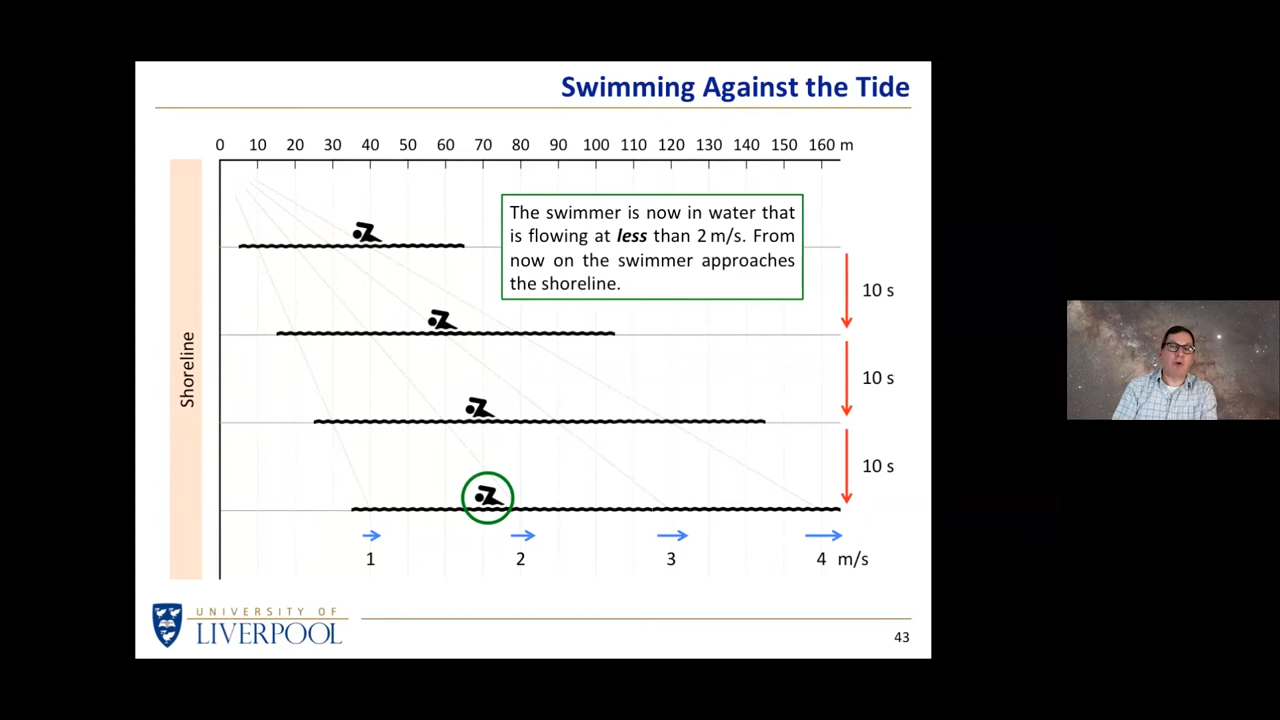 Swimming Against the Tide
0 10 20 30 40 50 60 70 80 90 100 110 120 130 140 150 160 m
The swimmer is now in water that
is flowing at less than 2 m/s. From
now on the swimmer approaches
the shoreline.
10 s
Shoreline
10 s
10 s
1 2 3 4 m/s
UNIVERSITY OF
LIVERPOOL
43